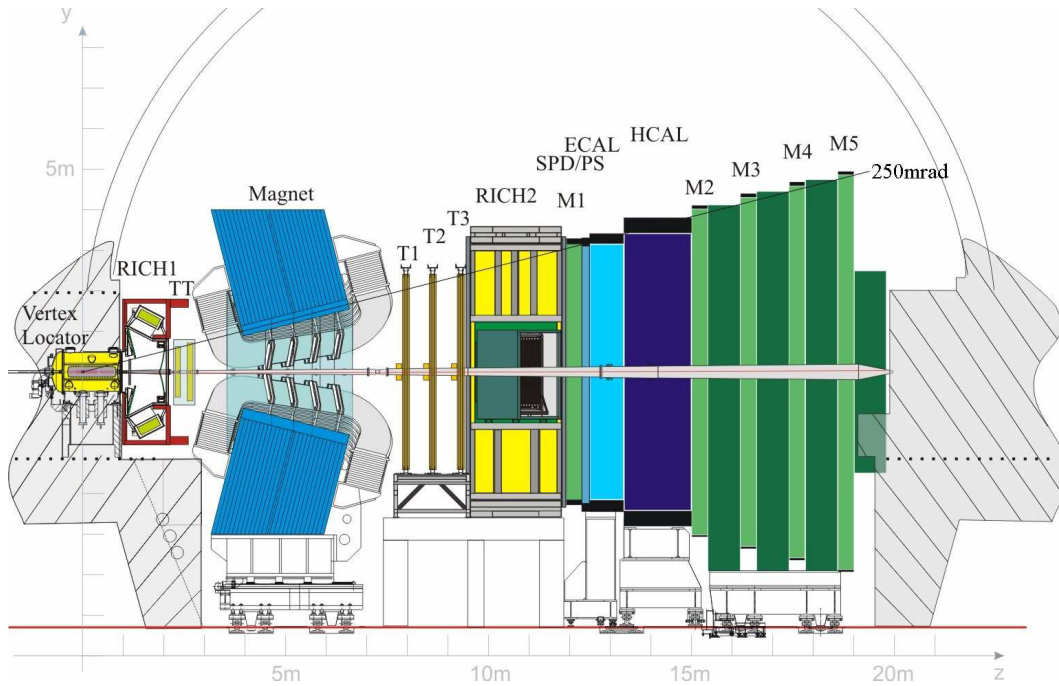 y
5m
Magnet
RICH1
TT
Vertex
Locator
T1
T2
T3
RICH2
M1
SPD/PS
ECAL
HCAL
M2
M3
M4
M5
250mrad
5m
10m
15m
20m
z